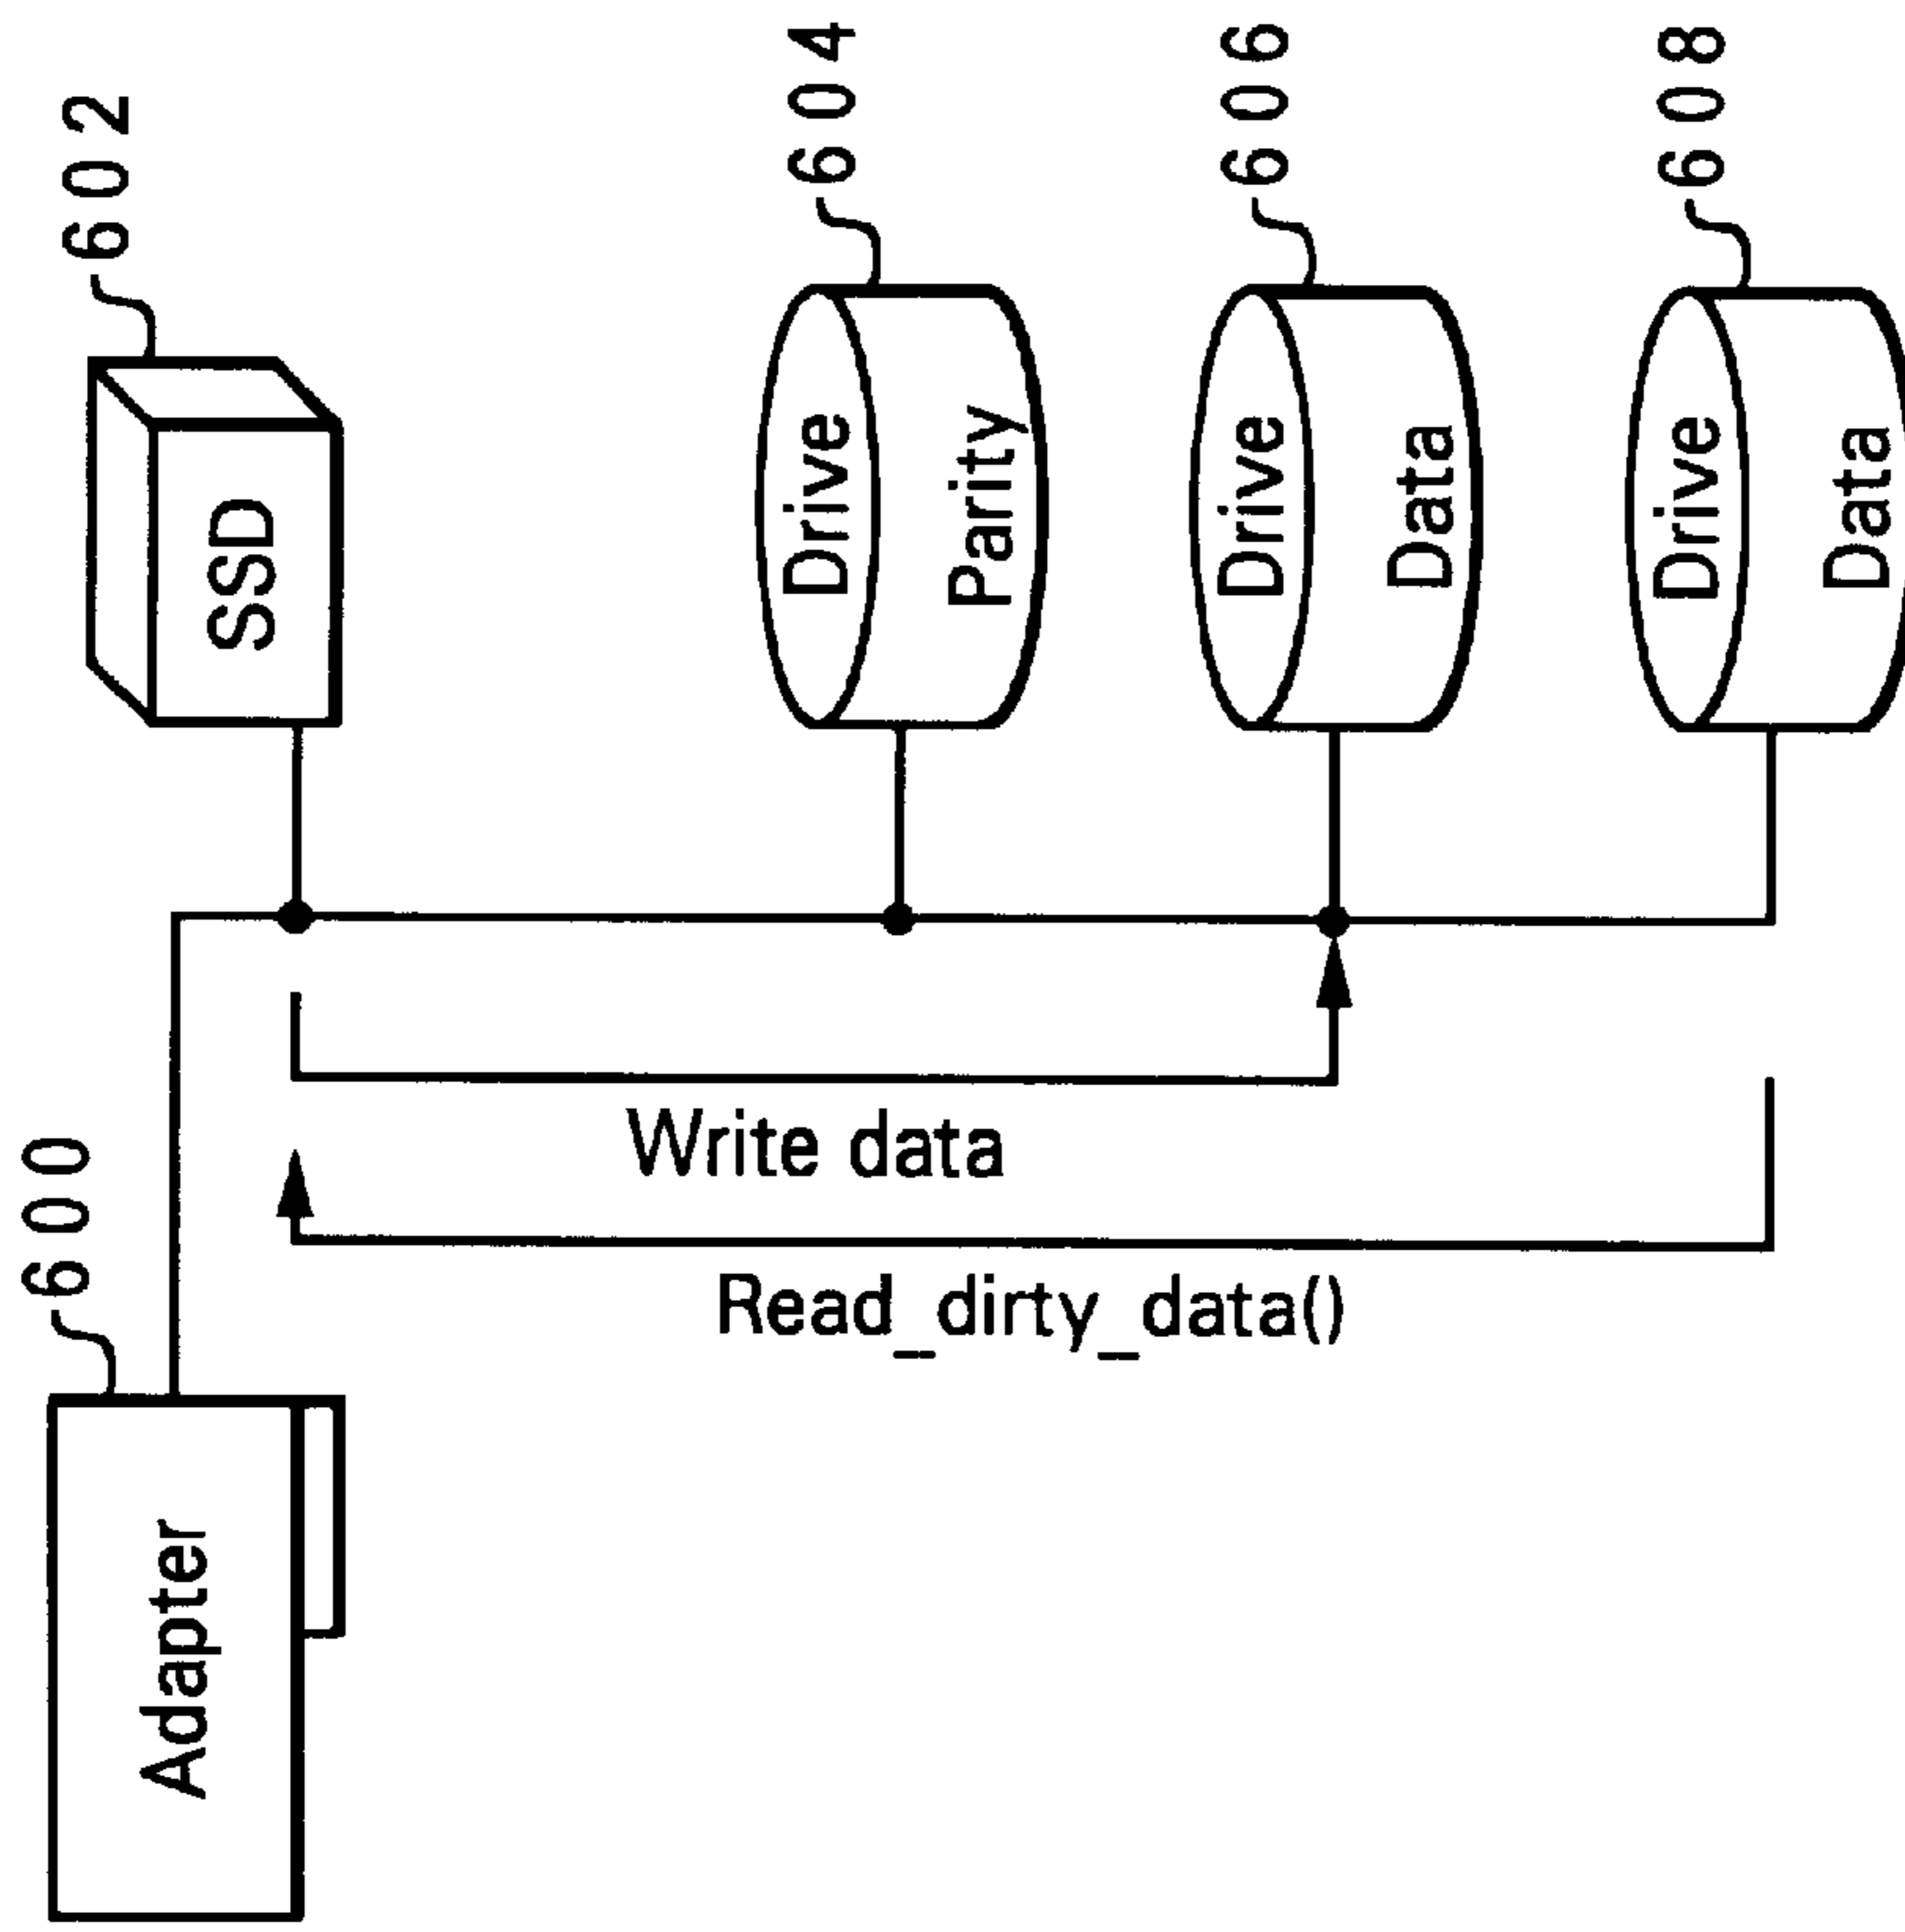 602
SSD
604
Drive
Parity
606
Drive
Data
608
Drive
Data
Write data
Read_dirty_data()
600
Adapter